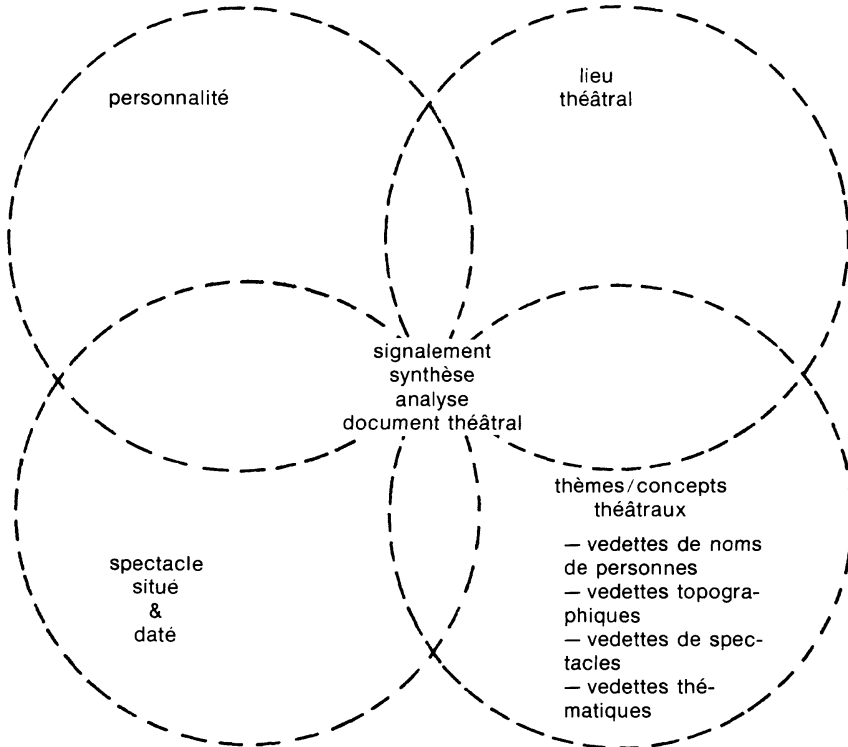 personnalité
lieu
théâtral
signalement
synthèse
analyse
document théâtral
thèmes/concepts
théâtraux
— vedettes de noms
de personnes
— vedettes topogra-
phiques
— vedettes de spec-
tacles
— vedettes thé-
matiques
spectacle
situé
&
daté